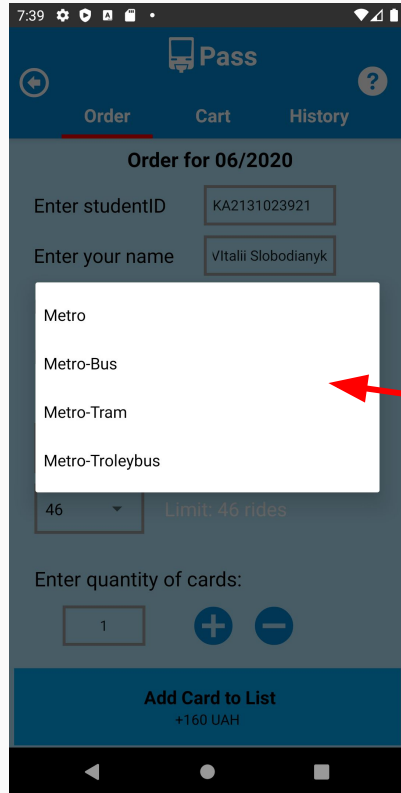 7:39
Pass
?
Order Cart History
Order for 06/2020
Enter studentID KA2131023921
Enter your name VItalii Slobodianyk
Metro
Metro-Bus
Metro-Tram
Metro-Troleybus
46 Limit: 46 rides
Enter quantity of cards:
1
Add Card to List
+160 UAH